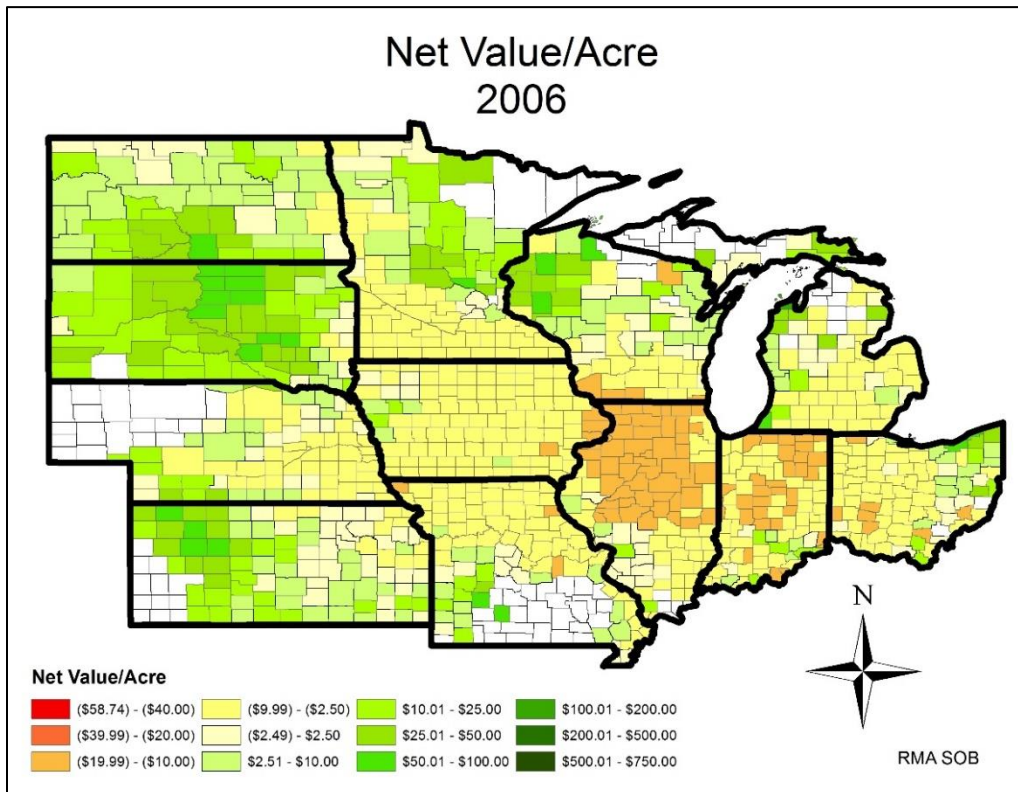 Net Value/Acre
2006
N
Net Value/Acre
($58.74) - ($40.00)
($39.99) - ($20.00)
($19.99) - ($10.00)
($9.99) - ($2.50)
($2.49) - $2.50
$2.51 - $10.00
$10.01 - $25.00
$25.01 - $50.00
$50.01 - $100.00
$100.01 - $200.00
$200.01 - $500.00
$500.01 - $750.00
RMA SOB